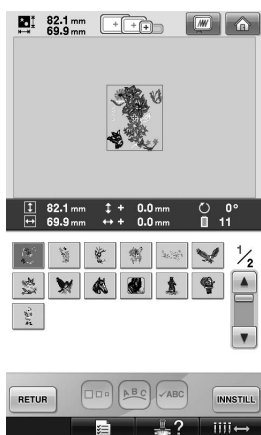 82.1 mm
69.9 mm
82.1 mm + 0.0 mm 0°
69.9 mm + 0.0 mm 11
1/2
ABC
ABC
RETUR
INNSTILL
?